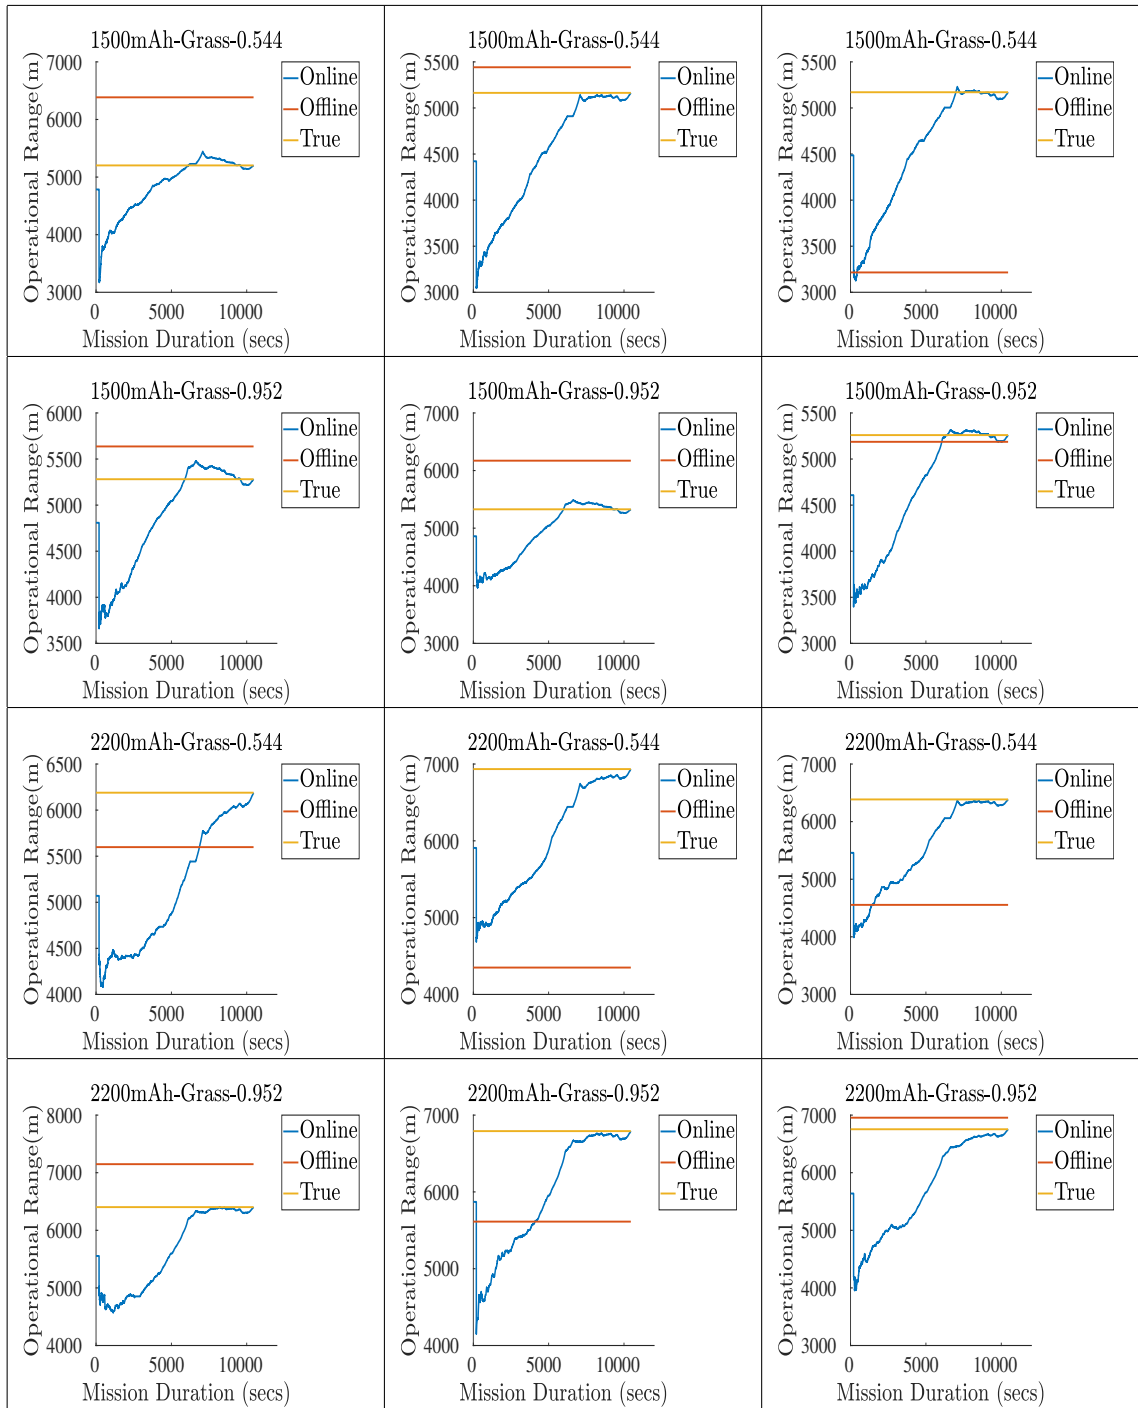 1500mAh-Grass-0.544
Operational Range(m)
7000
6000
5000
4000
3000
0 5000 10000
Mission Duration (secs)
Online
Offline
True
1500mAh-Grass-0.544
Operational Range(m)
5500
5000
4500
4000
3500
3000
0 5000 10000
Mission Duration (secs)
Online
Offline
True
1500mAh-Grass-0.544
Operational Range(m)
5500
5000
4500
4000
3500
3000
0 5000 10000
Mission Duration (secs)
Online
Offline
True
1500mAh-Grass-0.952
Operational Range(m)
6000
5500
5000
4500
4000
3500
0 5000 10000
Mission Duration (secs)
Online
Offline
True
1500mAh-Grass-0.952
Operational Range(m)
7000
6000
5000
4000
3000
0 5000 10000
Mission Duration (secs)
Online
Offline
True
1500mAh-Grass-0.952
Operational Range(m)
5500
5000
4500
4000
3500
3000
0 5000 10000
Mission Duration (secs)
Online
Offline
True
2200mAh-Grass-0.544
Operational Range(m)
6500
6000
5500
5000
4500
4000
0 5000 10000
Mission Duration (secs)
Online
Offline
True
2200mAh-Grass-0.544
Operational Range(m)
7000
6000
5000
4000
0 5000 10000
Mission Duration (secs)
Online
Offline
True
2200mAh-Grass-0.544
Operational Range(m)
7000
6000
5000
4000
3000
0 5000 10000
Mission Duration (secs)
Online
Offline
True
2200mAh-Grass-0.952
Operational Range(m)
8000
7000
6000
5000
4000
0 5000 10000
Mission Duration (secs)
Online
Offline
True
2200mAh-Grass-0.952
Operational Range(m)
7000
6000
5000
4000
0 5000 10000
Mission Duration (secs)
Online
Offline
True
2200mAh-Grass-0.952
Operational Range(m)
7000
6000
5000
4000
3000
0 5000 10000
Mission Duration (secs)
Online
Offline
True